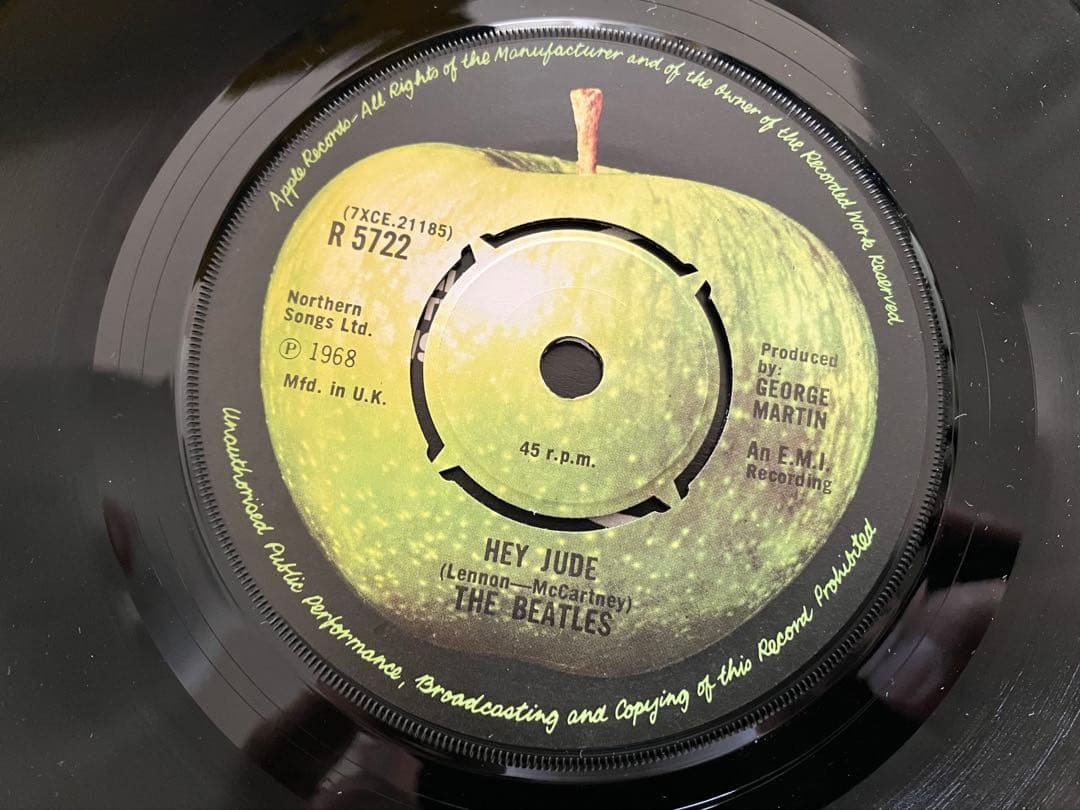 Apple Records-All Rights of the Manufacturer and of the Owner of the Recorded Work Reserved
(7XCE.21185)
R 5722
Northern
Songs Ltd.
Ⓟ 1968
Mfd. in U.K.
Produced
by:
GEORGE
MARTIN
An E.M.I.
Recording
45 r.p.m.
HEY JUDE
(Lennon—McCartney)
THE BEATLES
Unauthorised Public Performance, Broadcasting and Copying of this Record Prohibited